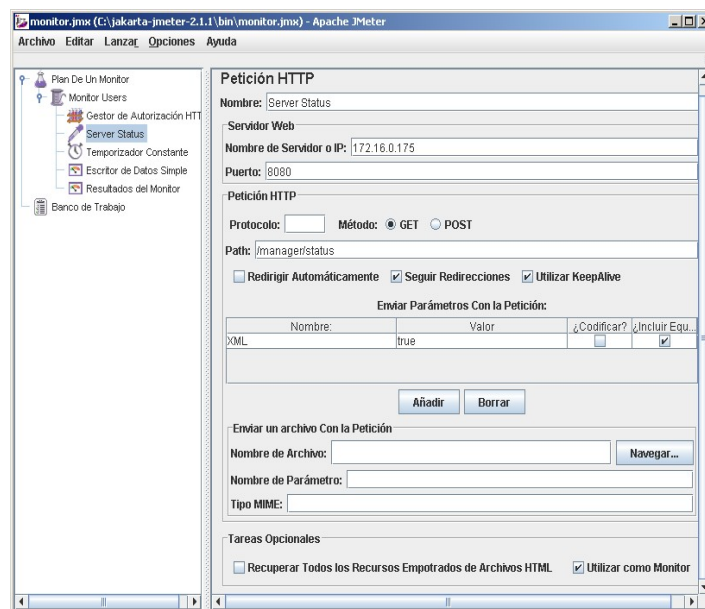 monitor.jmx (C:\jakarta-jmeter-2.1.1\bin\monitor.jmx) - Apache JMeter
Archivo Editar Lanzar Opciones Ayuda
Plan De Un Monitor
Monitor Users
Gestor de Autorización HTT
Server Status
Temporizador Constante
Escritor de Datos Simple
Resultados del Monitor
Banco de Trabajo
Petición HTTP
Nombre: Server Status
Servidor Web
Nombre de Servidor o IP: 172.16.0.175
Puerto: 8080
Petición HTTP
Protocolo: Método: GET POST
Path: /manager/status
Redirigir Automáticamente Seguir Redirecciones Utilizar KeepAlive
Enviar Parámetros Con la Petición:
Nombre: Valor ¿Codificar? ¿Incluir Equ...
XML true
Añadir Borrar
Enviar un archivo Con la Petición
Nombre de Archivo: Navegar...
Nombre de Parámetro:
Tipo MIME:
Tareas Opcionales
Recuperar Todos los Recursos Empotrados de Archivos HTML Utilizar como Monitor